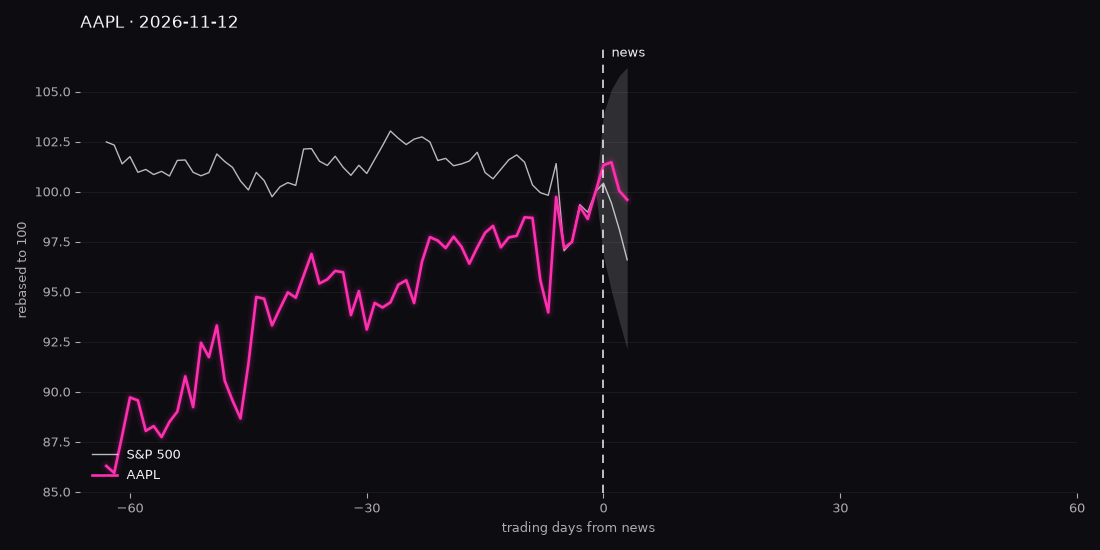 AAPL · 2026-11-12
news
105.0
102.5
100.0
97.5
95.0
92.5
90.0
87.5
85.0
rebased to 100
S&P 500
AAPL
−60
−30
0
30
60
trading days from news